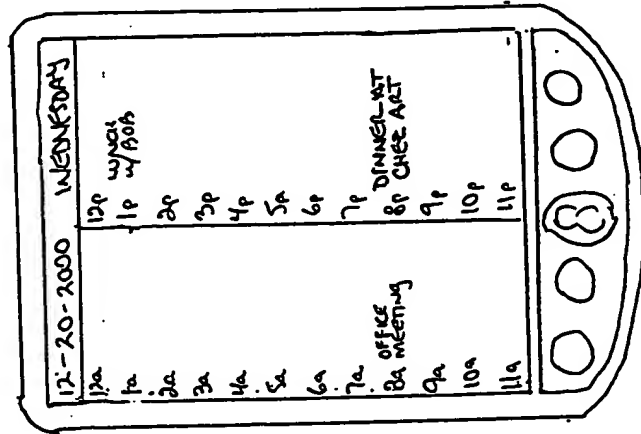 12-20-2000 WEDNESDAY
12a
1a
2a
3a
4a
5a
6a
7a
8a OFFICE
MEETING
9a
10a
11a
12p
1p LUNCH
w/ BOB
2p
3p
4p
5a
6p
7p
8p DINNER AT
CHEZ ART
9p
10p
11p